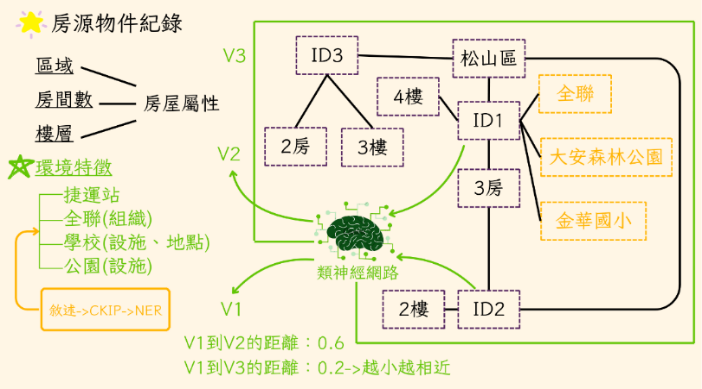 房源物件紀錄
區域
房間數
樓層
房屋屬性
環境特徵
捷運站
全聯(組織)
學校(設施、地點)
公園(設施)
敘述->CKIP->NER
V3
V2
V1
ID3
2房
3樓
松山區
4樓
ID1
全聯
大安森林公園
金華國小
3房
類神經網路
2樓
ID2
V1到V2的距離：0.6
V1到V3的距離：0.2->越小越相近